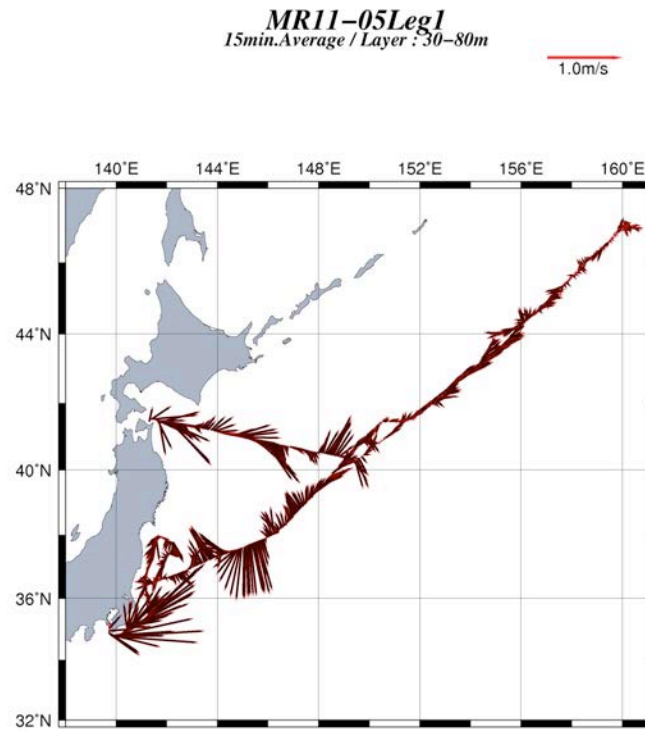 MR11-05Leg1
15min.Average / Layer : 30-80m
1.0m/s
140˚E 144˚E 148˚E 152˚E 156˚E 160˚E
48˚N
44˚N
40˚N
36˚N
32˚N